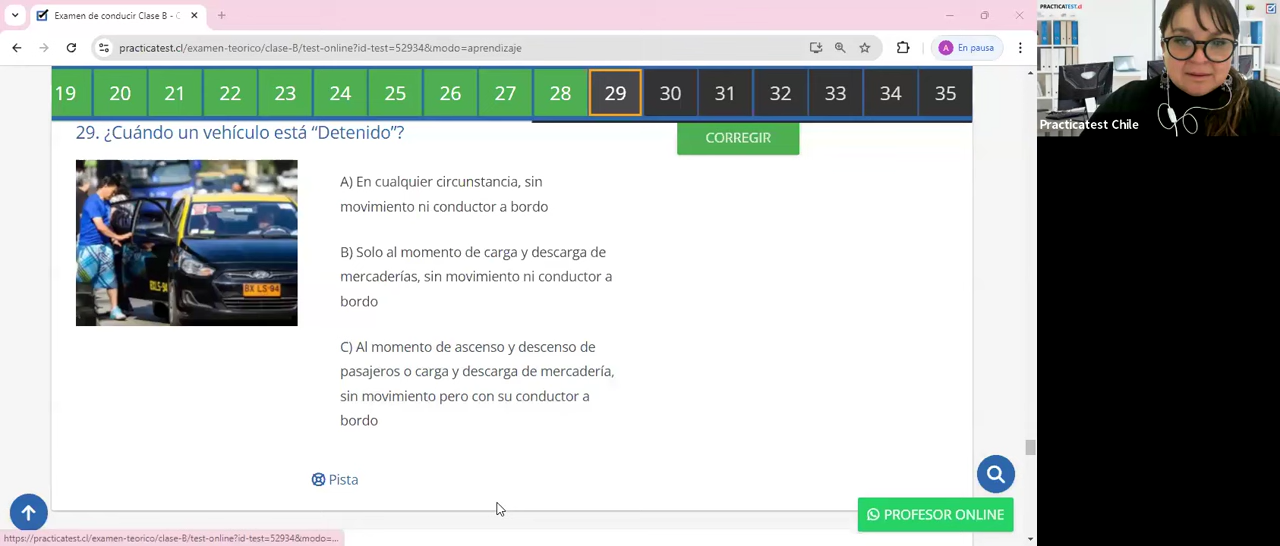 Examen de conducir Clase B - C
practicatest.cl/examen-teorico/clase-B/test-online?id-test=52934&modo=aprendizaje
A
En pausa
19 20 21 22 23 24 25 26 27 28 29 30 31 32 33 34 35
29. ¿Cuándo un vehículo está “Detenido”?
CORREGIR
A) En cualquier circunstancia, sin
movimiento ni conductor a bordo
B) Solo al momento de carga y descarga de
mercaderías, sin movimiento ni conductor a
bordo
C) Al momento de ascenso y descenso de
pasajeros o carga y descarga de mercadería,
sin movimiento pero con su conductor a
bordo
BX LS-94
Pista
PROFESOR ONLINE
https://practicatest.cl/examen-teorico/clase-B/test-online?id-test=52934&modo=...
PRACTICATEST.cl
Practicatest Chile